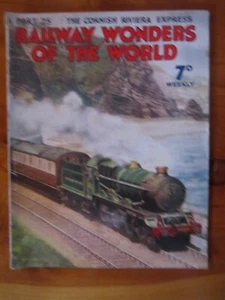 PART 25 THE CORNISH RIVIERA EXPRESS
RAILWAY WONDERS
OF THE WORLD
7D
WEEKLY